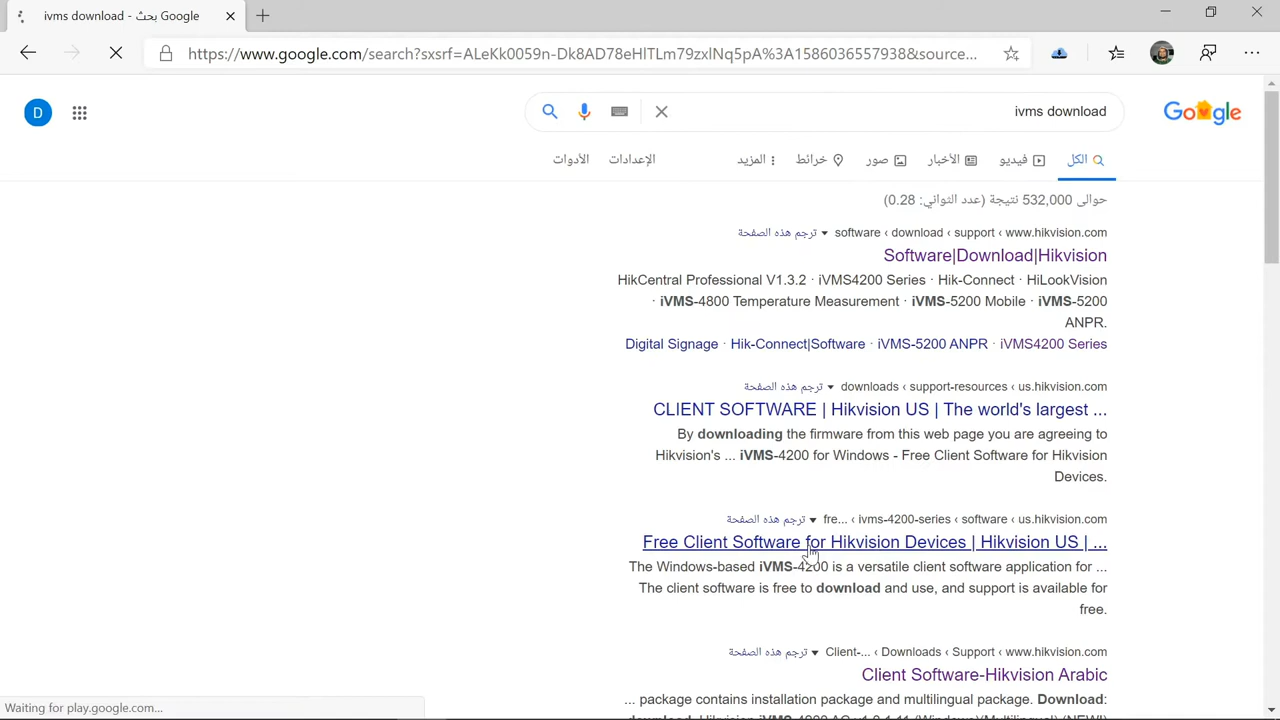 ivms download - بحث Google
https://www.google.com/search?sxsrf=ALeKk0059n-Dk8AD78eHlTLm79zxlNq5pA%3A1586036557938&source...
D
ivms download
Google
الكل
فيديو
الأخبار
صور
خرائط
المزيد
الإعدادات
الأدوات
حوالى 532,000 نتيجة (عدد الثواني: 0.28)
www.hikvision.com › support › download › software ترجم هذه الصفحة
Software|Download|Hikvision
HikCentral Professional V1.3.2 · iVMS4200 Series · Hik-Connect · HiLookVision
· iVMS-4800 Temperature Measurement · iVMS-5200 Mobile · iVMS-5200
ANPR.
Digital Signage · Hik-Connect|Software · iVMS-5200 ANPR · iVMS4200 Series
us.hikvision.com › support-resources › downloads ترجم هذه الصفحة
CLIENT SOFTWARE | Hikvision US | The world's largest ...
By downloading the firmware from this web page you are agreeing to
Hikvision's ... iVMS-4200 for Windows - Free Client Software for Hikvision
Devices.
us.hikvision.com › software › ivms-4200-series › fre... ترجم هذه الصفحة
Free Client Software for Hikvision Devices | Hikvision US | ...
The Windows-based iVMS-4200 is a versatile client software application for ...
The client software is free to download and use, and support is available for
free.
www.hikvision.com › Support › Downloads › Client-... ترجم هذه الصفحة
Client Software-Hikvision Arabic
... package contains installation package and multilingual package. Download:
Waiting for play.google.com...